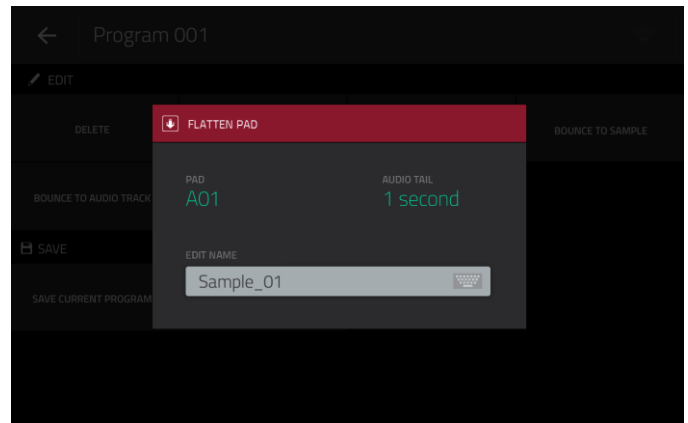 Program 001
EDIT
DELETE
BOUNCE TO SAMPLE
BOUNCE TO AUDIO TRACK
SAVE
SAVE CURRENT PROGRAM
FLATTEN PAD
PAD
A01
AUDIO TAIL
1 second
EDIT NAME
Sample_01